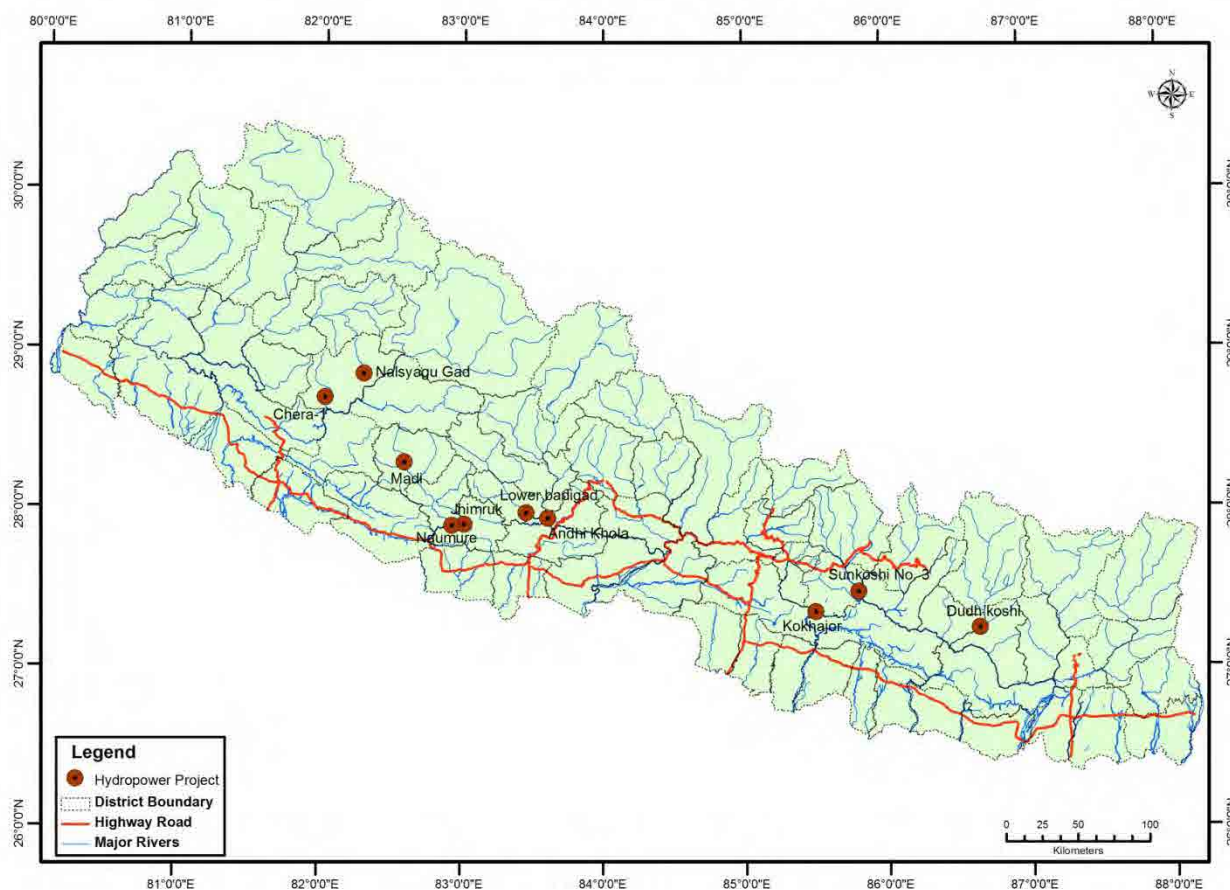 80°0'0"E 81°0'0"E 82°0'0"E 83°0'0"E 84°0'0"E 85°0'0"E 86°0'0"E 87°0'0"E 88°0'0"E
N
W E
S
30°0'0"N
29°0'0"N
Nalsyagu Gad
Chera-1
Madi
28°0'0"N
Lower badigad
Jhimruk
Naumure
Andhi Khola
Sunkoshi No. 3
Kokhajor
Dudh koshi
27°0'0"N
26°0'0"N
Legend
Hydropower Project
District Boundary
Highway Road
Major Rivers
0 25 50 100
Kilometers
81°0'0"E 82°0'0"E 83°0'0"E 84°0'0"E 85°0'0"E 86°0'0"E 87°0'0"E 88°0'0"E